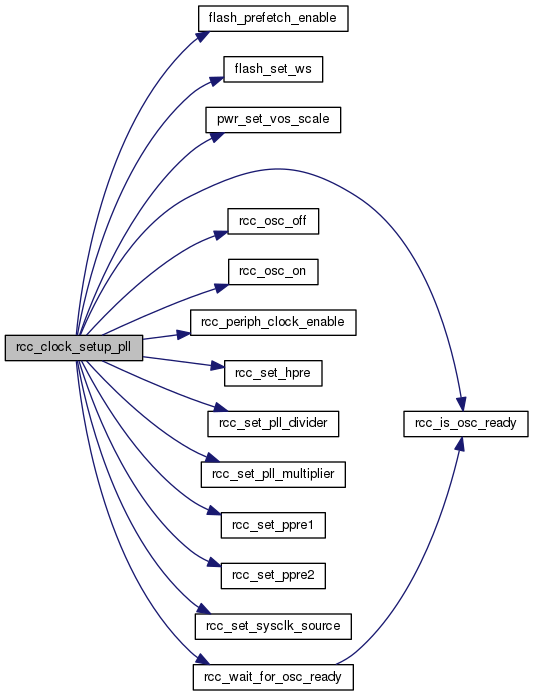 flash_prefetch_enable
flash_set_ws
pwr_set_vos_scale
rcc_osc_off
rcc_osc_on
rcc_periph_clock_enable
rcc_clock_setup_pll
rcc_set_hpre
rcc_set_pll_divider
rcc_is_osc_ready
rcc_set_pll_multiplier
rcc_set_ppre1
rcc_set_ppre2
rcc_set_sysclk_source
rcc_wait_for_osc_ready